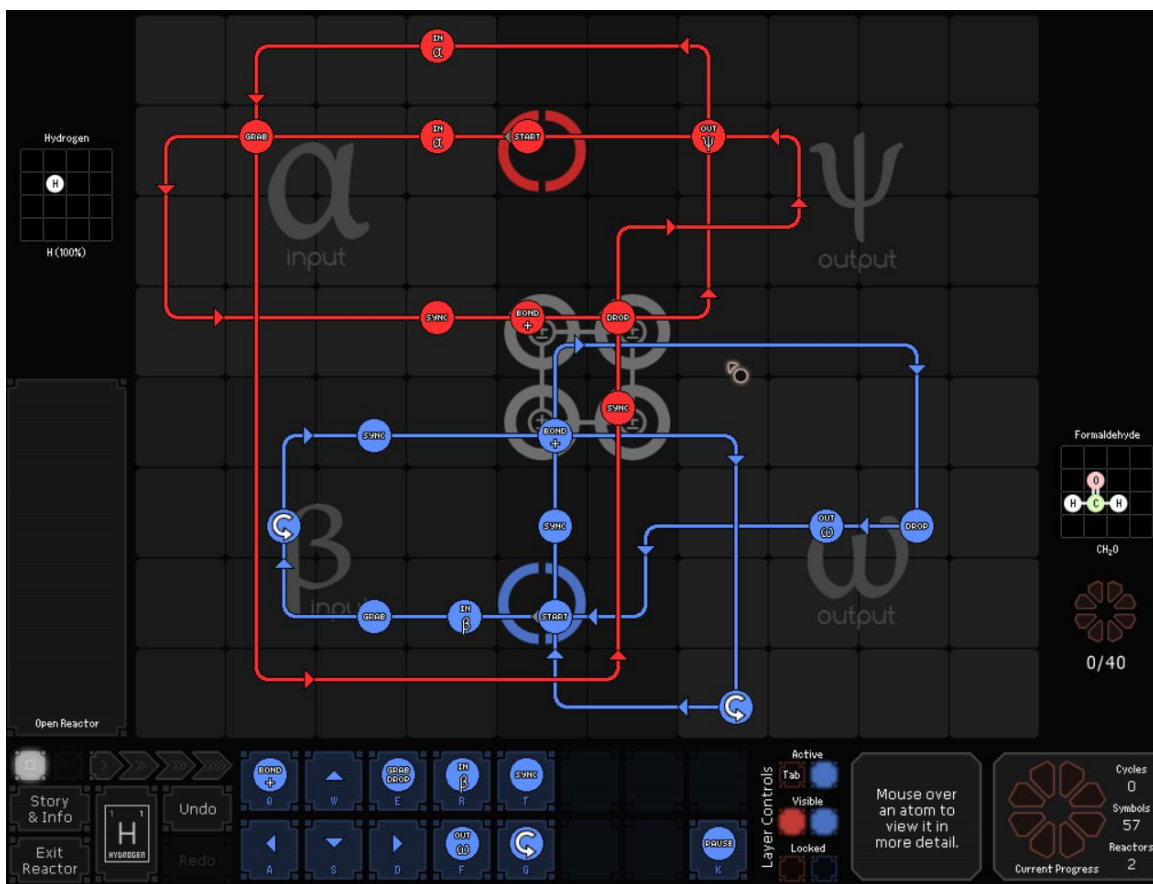 IN
α
Hydrogen
H
H (100%)
GRAB
IN
α
START
OUT
ψ
α
input
ψ
output
SYNC
BOND
+
DROP
SYNC
SYNC
BOND
+
Formaldehyde
O
H C H
CH₂O
0/40
SYNC
OUT
ω
DROP
β
input
GRAB
IN
β
START
ω
output
Open Reactor
Story
& Info
Exit
Reactor
1 1
H
HYDROGEN
Undo
Redo
BOND
+
Q
W
GRAB
DROP
E
IN
β
R
SYNC
T
A
S
D
OUT
ω
F
G
PAUSE
K
Layer Controls
Active
Tab
Visible
Locked
Mouse over
an atom to
view it in
more detail.
Cycles
0
Symbols
57
Reactors
2
Current Progress